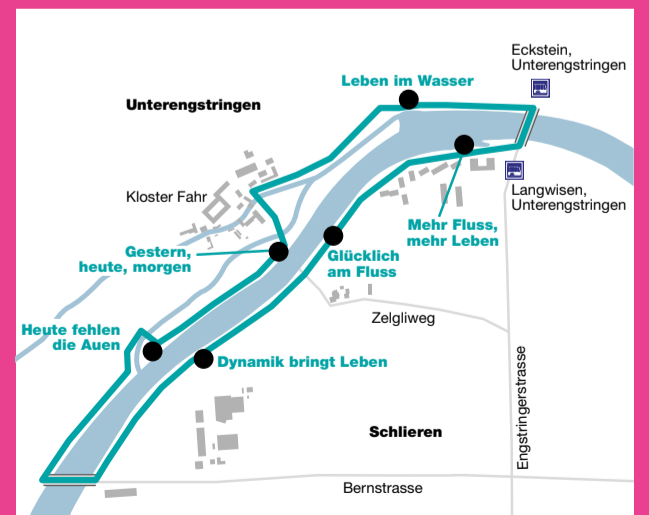 Eckstein,
Unterengstringen
Leben im Wasser
Unterengstringen
Kloster Fahr
Langwisen,
Unterengstringen
Mehr Fluss,
mehr Leben
Gestern,
heute, morgen
Glücklich
am Fluss
Zelgliweg
Heute fehlen
die Auen
Dynamik bringt Leben
Engstringerstrasse
Schlieren
Bernstrasse